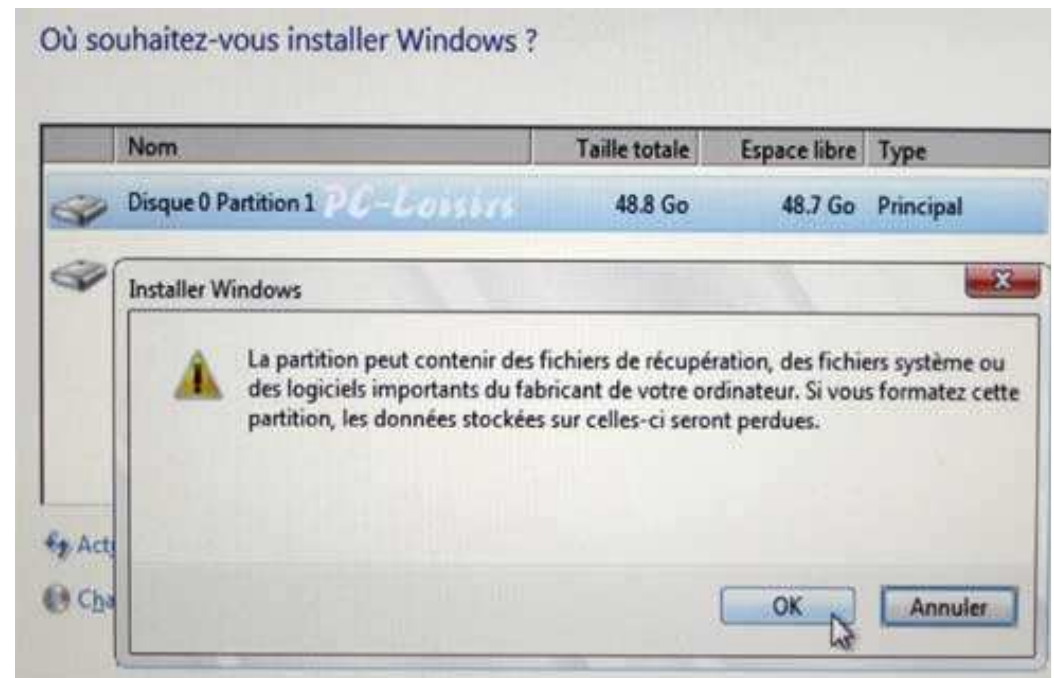 Où souhaitez-vous installer Windows ?
Nom Taille totale Espace libre Type
Disque 0 Partition 1 PC-Loisirs 48.8 Go 48.7 Go Principal
Installer Windows
La partition peut contenir des fichiers de récupération, des fichiers système ou
des logiciels importants du fabricant de votre ordinateur. Si vous formatez cette
partition, les données stockées sur celles-ci seront perdues.
Act
Cha
OK Annuler